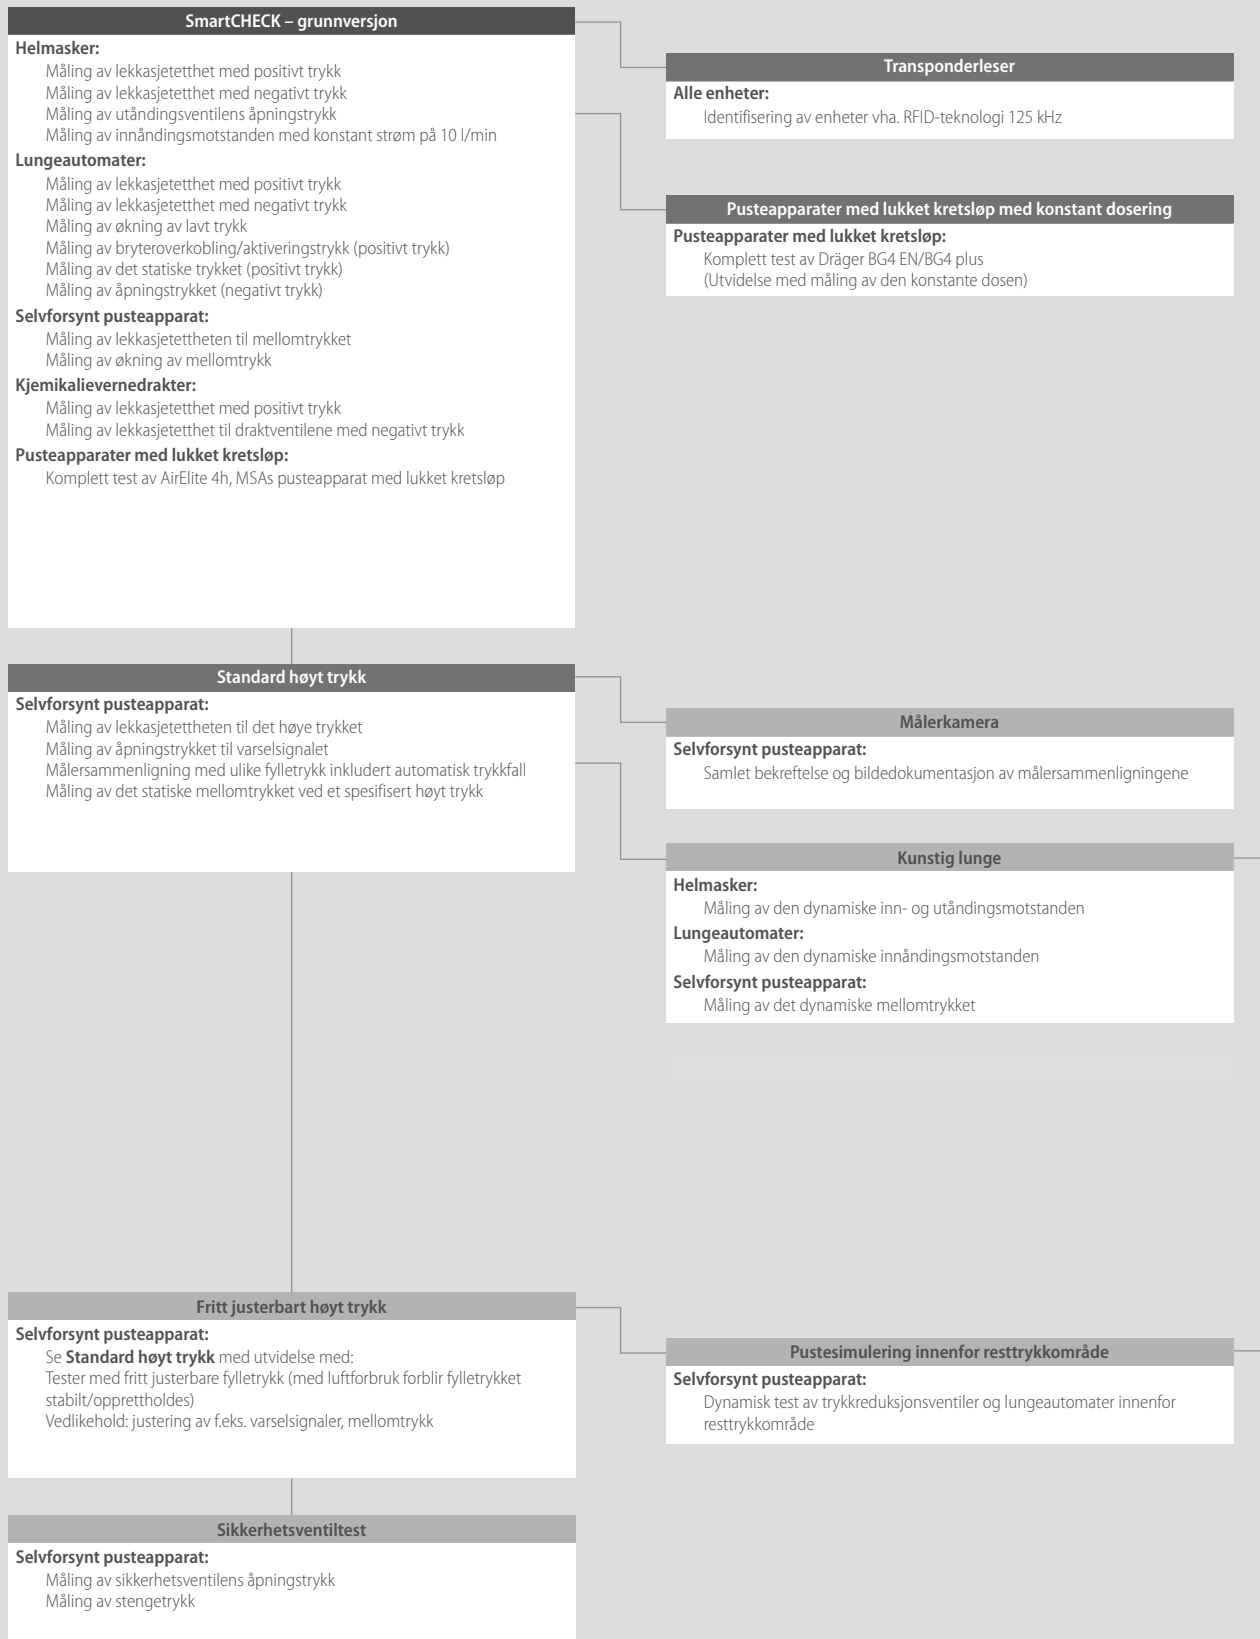 SmartCHECK – grunnversjon
Helmasker:
Måling av lekkasjetetthet med positivt trykk
Måling av lekkasjetetthet med negativt trykk
Måling av utåndingsventilens åpningstrykk
Måling av innåndingsmotstanden med konstant strøm på 10 l/min
Lungeautomater:
Måling av lekkasjetetthet med positivt trykk
Måling av lekkasjetetthet med negativt trykk
Måling av økning av lavt trykk
Måling av bryteroverkobling/aktiveringstrykk (positivt trykk)
Måling av det statiske trykket (positivt trykk)
Måling av åpningstrykket (negativt trykk)
Selvforsynt pusteapparat:
Måling av lekkasjetettheten til mellomtrykket
Måling av økning av mellomtrykk
Kjemikalievernedrakter:
Måling av lekkasjetetthet med positivt trykk
Måling av lekkasjetetthet til draktventilene med negativt trykk
Pusteapparater med lukket kretsløp:
Komplett test av AirElite 4h, MSAs pusteapparat med lukket kretsløp
Transponderleser
Alle enheter:
Identifisering av enheter vha. RFID-teknologi 125 kHz
Pusteapparater med lukket kretsløp med konstant dosering
Pusteapparater med lukket kretsløp:
Komplett test av Dräger BG4 EN/BG4 plus
(Utvidelse med måling av den konstante dosen)
Standard høyt trykk
Selvforsynt pusteapparat:
Måling av lekkasjetettheten til det høye trykket
Måling av åpningstrykket til varselsignalet
Målersammenligning med ulike fylletrykk inkludert automatisk trykkfall
Måling av det statiske mellomtrykket ved et spesifisert høyt trykk
Målerkamera
Selvforsynt pusteapparat:
Samlet bekreftelse og bildedokumentasjon av målersammenligningene
Kunstig lunge
Helmasker:
Måling av den dynamiske inn- og utåndingsmotstanden
Lungeautomater:
Måling av den dynamiske innåndingsmotstanden
Selvforsynt pusteapparat:
Måling av det dynamiske mellomtrykket
Fritt justerbart høyt trykk
Selvforsynt pusteapparat:
Se Standard høyt trykk med utvidelse med:
Tester med fritt justerbare fylletrykk (med luftforbruk forblir fylletrykket
stabilt/opprettholdes)
Vedlikehold: justering av f.eks. varselsignaler, mellomtrykk
Pustesimulering innenfor resttrykkområde
Selvforsynt pusteapparat:
Dynamisk test av trykkreduksjonsventiler og lungeautomater innenfor
resttrykkområde
Sikkerhetsventiltest
Selvforsynt pusteapparat:
Måling av sikkerhetsventilens åpningstrykk
Måling av stengetrykk